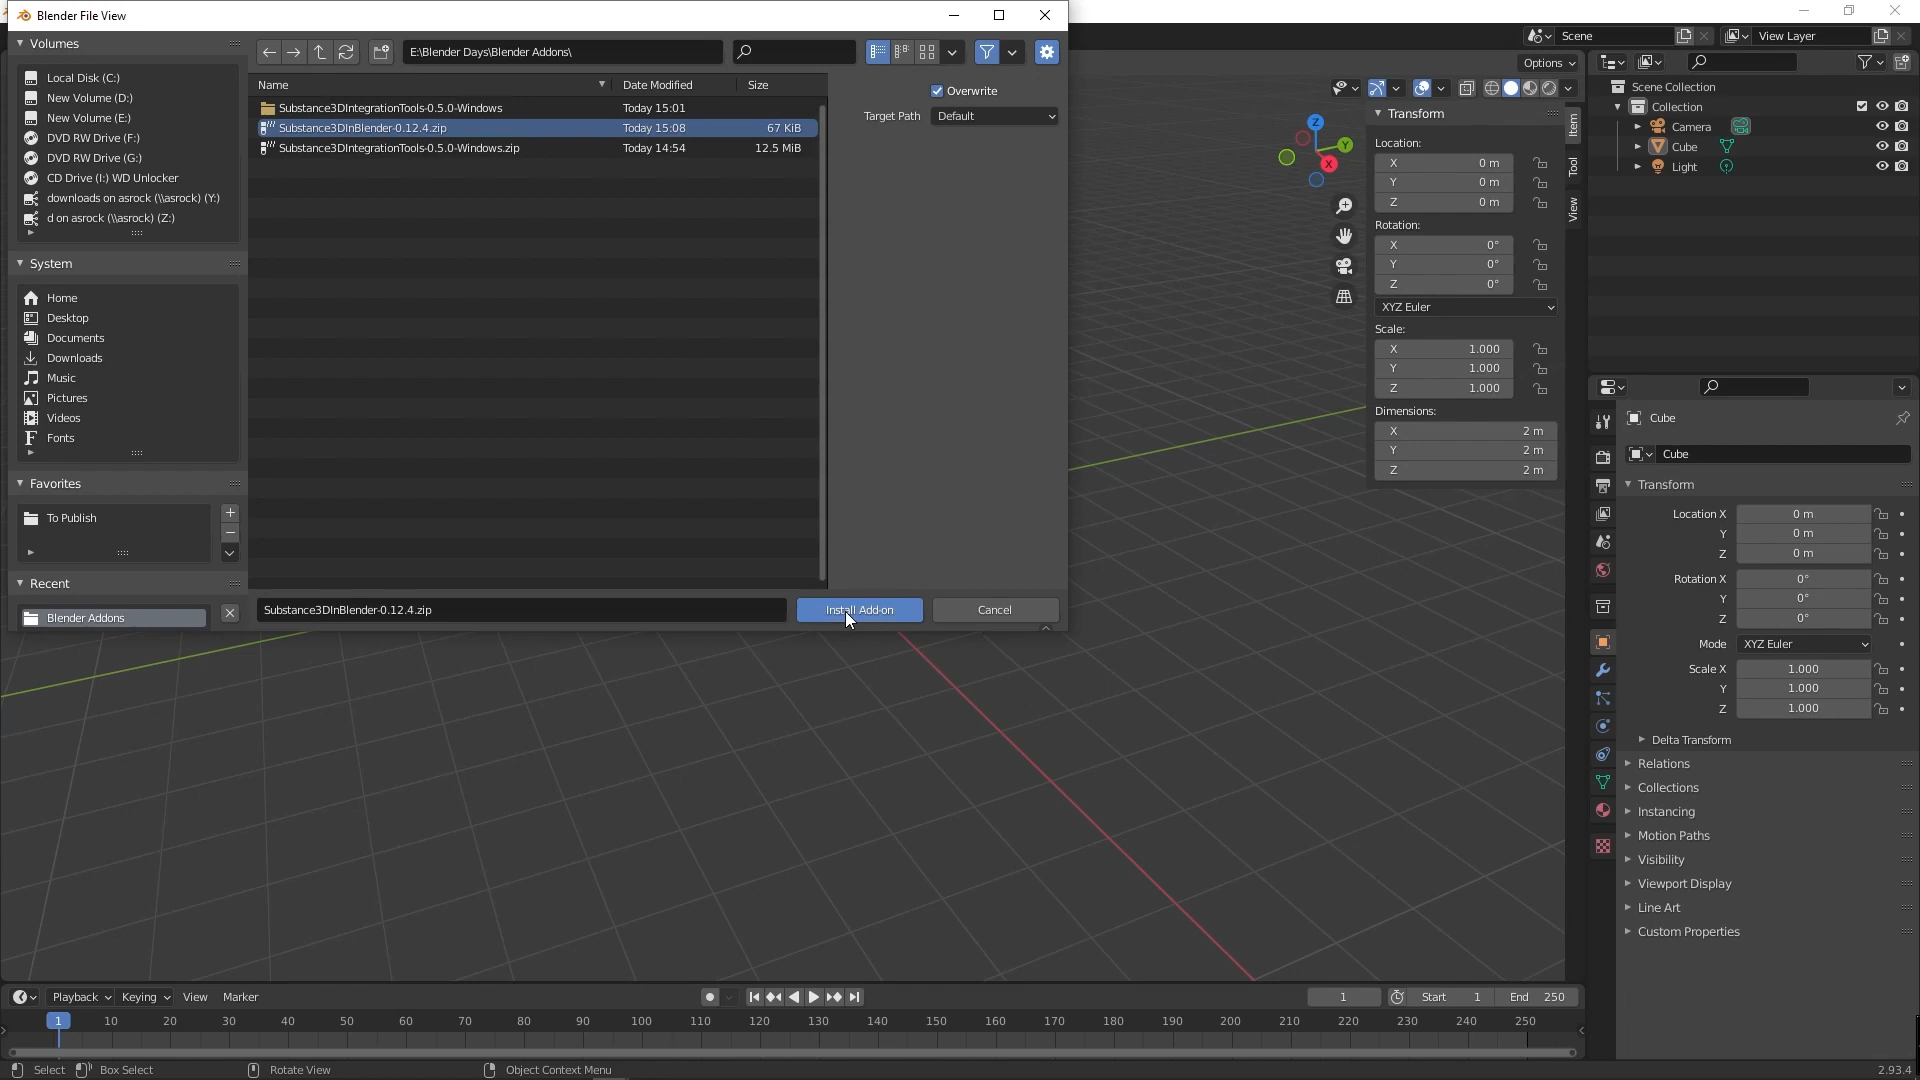 Blender File View
Volumes
E:\Blender Days\Blender Addons\
Local Disk (C:)
New Volume (D:)
New Volume (E:)
DVD RW Drive (F:)
DVD RW Drive (G:)
CD Drive (I:) WD Unlocker
downloads on asrock (\\asrock) (Y:)
d on asrock (\\asrock) (Z:)
System
Home
Desktop
Documents
Downloads
Music
Pictures
Videos
Fonts
Favorites
To Publish
Recent
Blender Addons
Name Date Modified Size
Substance3DIntegrationTools-0.5.0-Windows Today 15:01
Substance3DInBlender-0.12.4.zip Today 15:08 67 KiB
Substance3DIntegrationTools-0.5.0-Windows.zip Today 14:54 12.5 MiB
Overwrite
Target Path Default
Substance3DInBlender-0.12.4.zip
Install Add-on
Cancel
Scene
View Layer
Options
Z
Y
X
Transform
Location:
X 0 m
Y 0 m
Z 0 m
Rotation:
X 0°
Y 0°
Z 0°
XYZ Euler
Scale:
X 1.000
Y 1.000
Z 1.000
Dimensions:
X 2 m
Y 2 m
Z 2 m
Item
Tool
View
Scene Collection
Collection
Camera
Cube
Light
Cube
Cube
Transform
Location X 0 m
Y 0 m
Z 0 m
Rotation X 0°
Y 0°
Z 0°
Mode XYZ Euler
Scale X 1.000
Y 1.000
Z 1.000
Delta Transform
Relations
Collections
Instancing
Motion Paths
Visibility
Viewport Display
Line Art
Custom Properties
Playback Keying View Marker
1 Start 1 End 250
1 10 20 30 40 50 60 70 80 90 100 110 120 130 140 150 160 170 180 190 200 210 220 230 240 250
Select Box Select Rotate View Object Context Menu 2.93.4